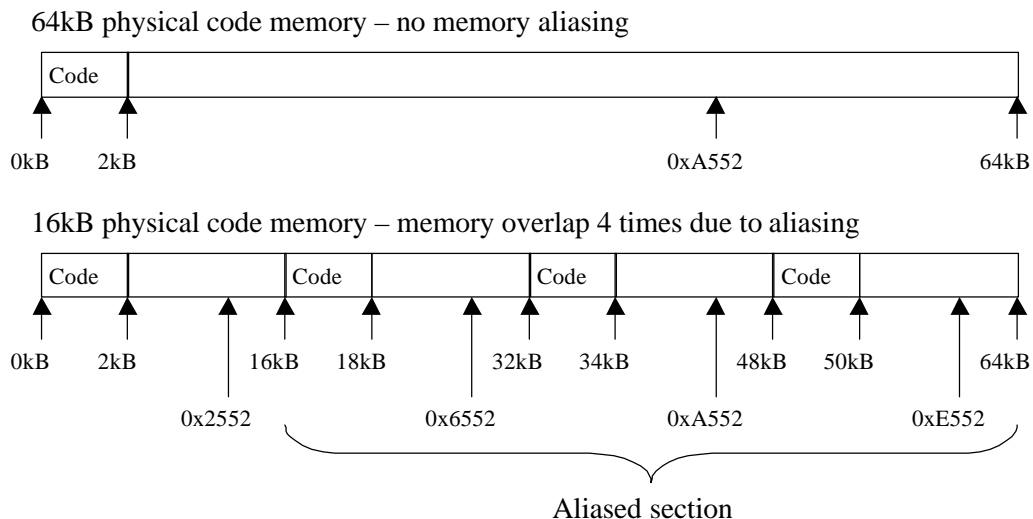 64kB physical code memory – no memory aliasing
Code
0kB 2kB 0xA552 64kB
16kB physical code memory – memory overlap 4 times due to aliasing
Code Code Code Code
0kB 2kB 16kB 18kB 32kB 34kB 48kB 50kB 64kB
0x2552 0x6552 0xA552 0xE552
Aliased section